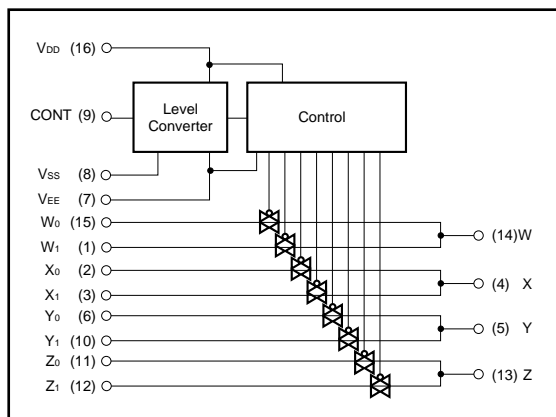 VDD (16)
CONT (9)
Level
Converter
Control
VSS (8)
VEE (7)
W0 (15)
W1 (1)
(14)W
X0 (2)
X1 (3)
(4) X
Y0 (6)
Y1 (10)
(5) Y
Z0 (11)
Z1 (12)
(13) Z